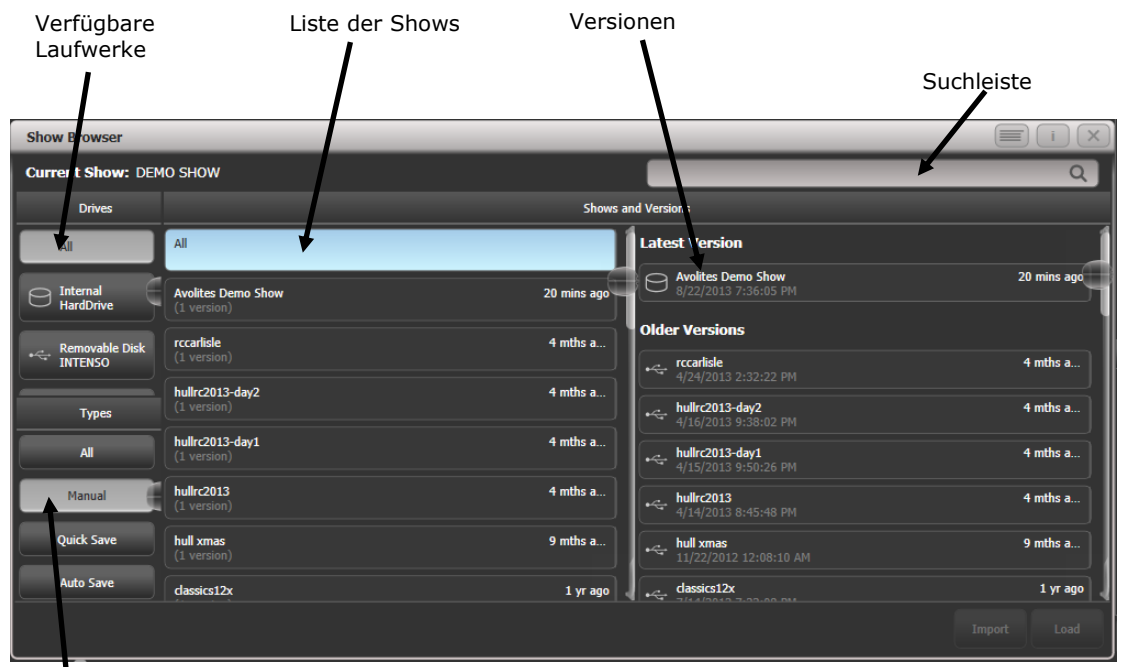 Verfügbare
Laufwerke
Liste der Shows
Versionen
Suchleiste
Show Browser
i
X
Current Show: DEMO SHOW
Drives
Shows and Versions
All
Internal
HardDrive
Removable Disk
INTENSO
Types
All
Manual
Quick Save
Auto Save
All
Avolites Demo Show 20 mins ago
(1 version)
rccarlisle 4 mths a...
(1 version)
hullrc2013-day2 4 mths a...
(1 version)
hullrc2013-day1 4 mths a...
(1 version)
hullrc2013 4 mths a...
(1 version)
hull xmas 9 mths a...
(1 version)
classics12x 1 yr ago
Latest Version
Avolites Demo Show 20 mins ago
8/22/2013 7:36:05 PM
Older Versions
rccarlisle 4 mths a...
4/24/2013 2:32:22 PM
hullrc2013-day2 4 mths a...
4/16/2013 9:38:02 PM
hullrc2013-day1 4 mths a...
4/15/2013 9:50:26 PM
hullrc2013 4 mths a...
4/14/2013 8:45:48 PM
hull xmas 9 mths a...
11/22/2012 12:08:10 AM
classics12x 1 yr ago
Import
Load